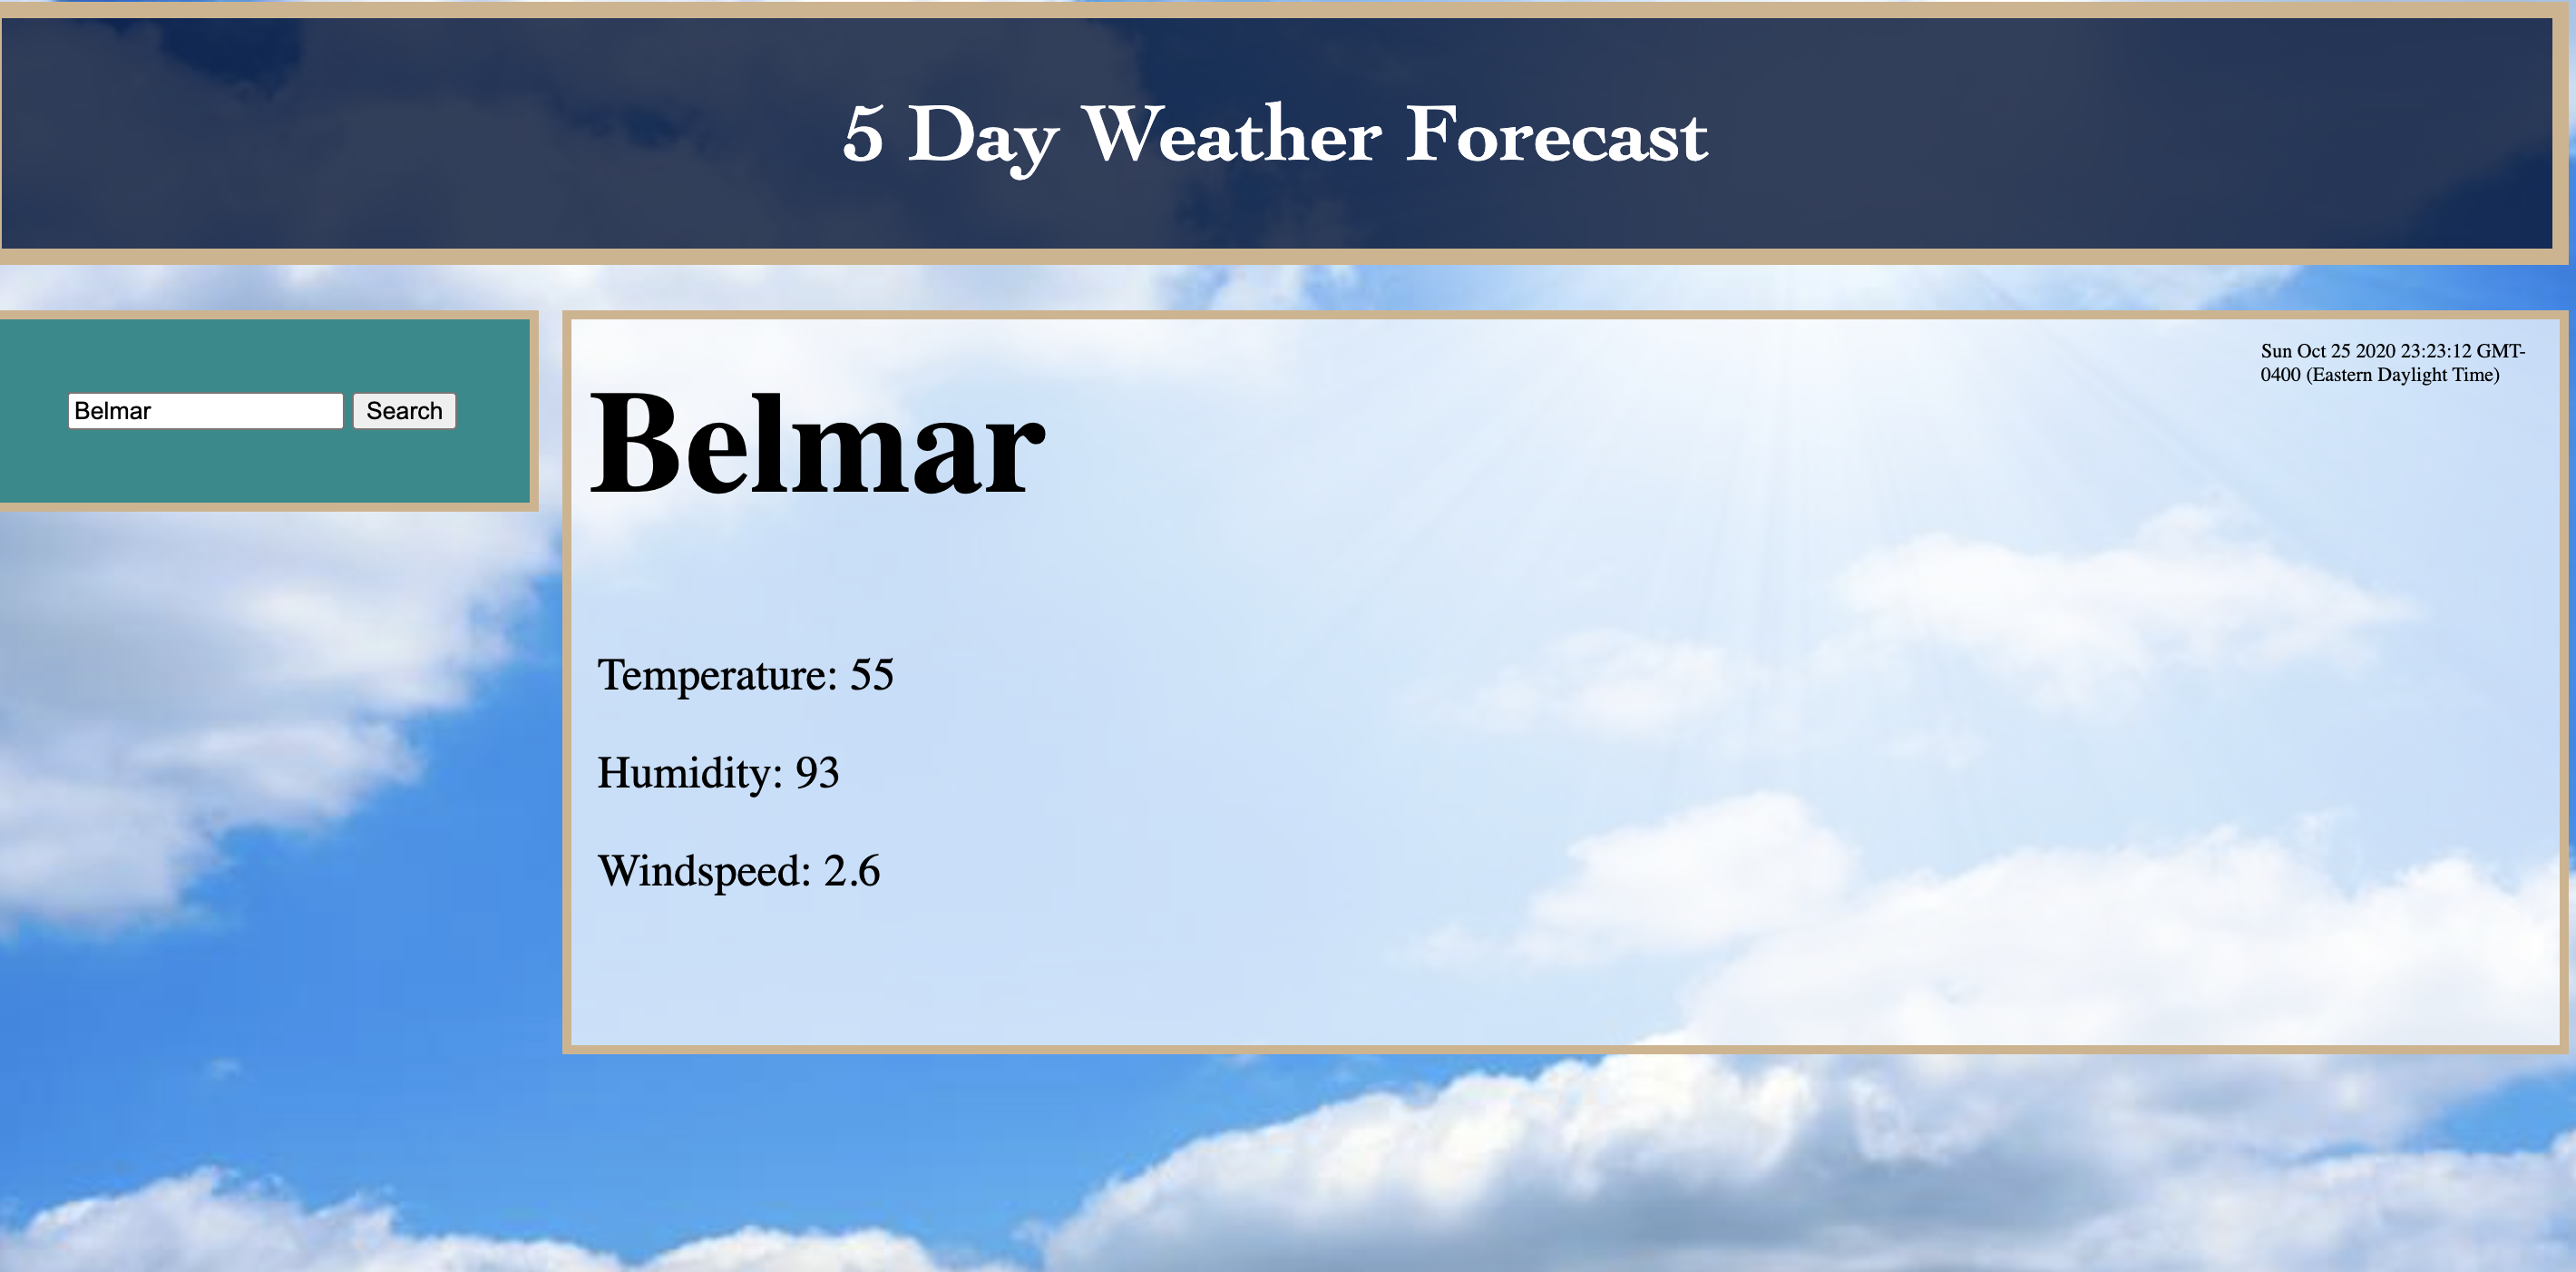 5 Day Weather Forecast
Belmar
Search
Sun Oct 25 2020 23:23:12 GMT-
0400 (Eastern Daylight Time)
Belmar
Temperature: 55
Humidity: 93
Windspeed: 2.6